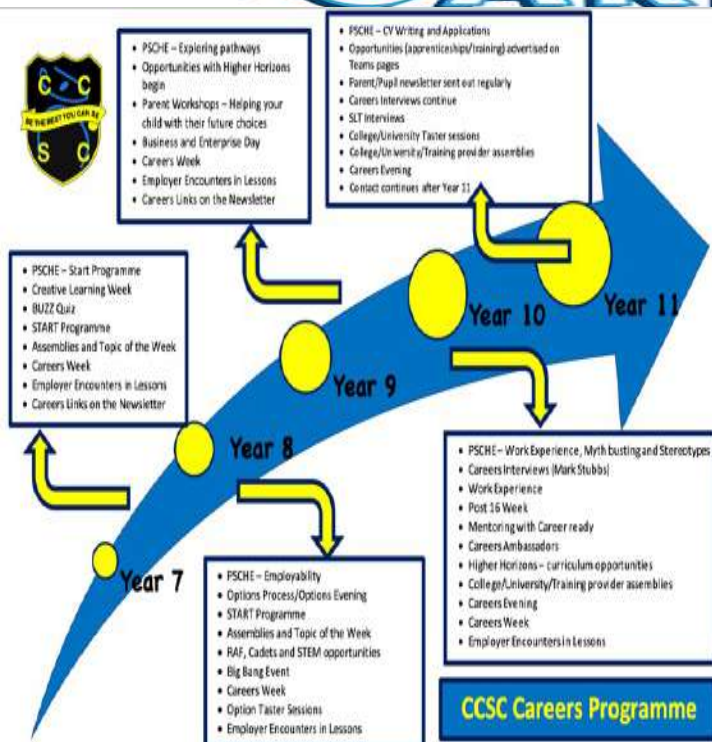 C C
BE THE BEST YOU CAN BE
S C
• PSCHE – Exploring pathways
• Opportunities with Higher Horizons
begin
• Parent Workshops – Helping your
child with their future choices
• Business and Enterprise Day
• Careers Week
• Employer Encounters in Lessons
• Careers Links on the Newsletter
• PSCHE – CV Writing and Applications
• Opportunities (apprenticeships/training) advertised on
Teams pages
• Parent/Pupil newsletter sent out regularly
• Careers Interviews continue
• SLT Interviews
• College/University Taster sessions
• College/University/Training provider assemblies
• Careers Evening
• Contact continues after Year 11
• PSCHE – Start Programme
• Creative Learning Week
• BUZZ Quiz
• START Programme
• Assemblies and Topic of the Week
• Careers Week
• Employer Encounters in Lessons
• Careers Links on the Newsletter
Year 11
Year 10
Year 9
Year 8
Year 7
• PSCHE – Work Experience, Myth busting and Stereotypes
• Careers Interviews (Mark Stubbs)
• Work Experience
• Post 16 Week
• Mentoring with Career ready
• Careers Ambassadors
• Higher Horizons – curriculum opportunities
• College/University/Training provider assemblies
• Careers Evening
• Careers Week
• Employer Encounters in Lessons
• PSCHE – Employability
• Options Process/Options Evening
• START Programme
• Assemblies and Topic of the Week
• RAF, Cadets and STEM opportunities
• Big Bang Event
• Careers Week
• Option Taster Sessions
• Employer Encounters in Lessons
CCSC Careers Programme